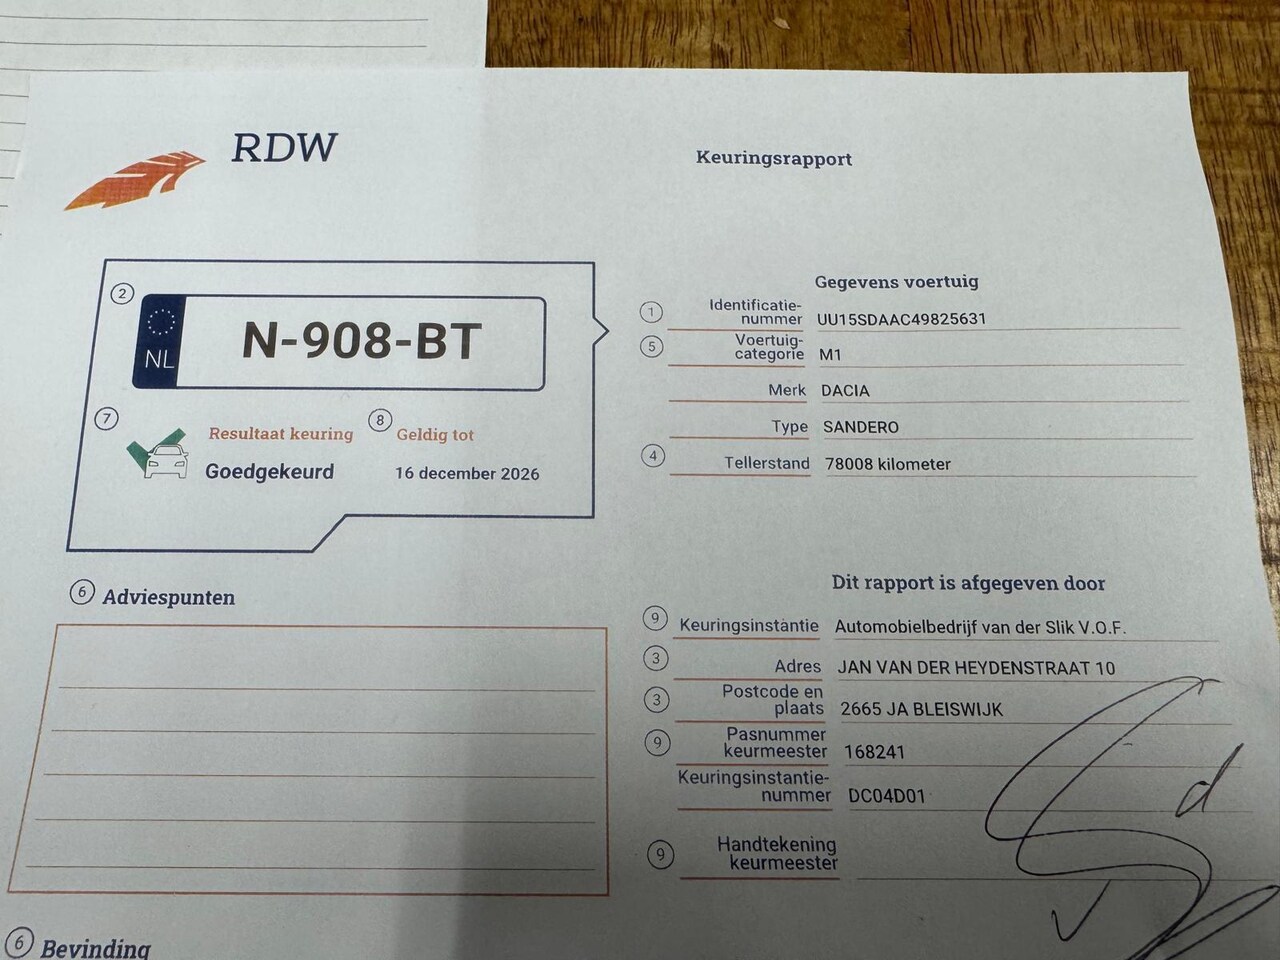 RDW
Keuringsrapport
2
NL
N-908-BT
7
Resultaat keuring
Goedgekeurd
8
Geldig tot
16 december 2026
Gegevens voertuig
1 Identificatie-
nummer UU15SDAAC49825631
5 Voertuig-
categorie M1
Merk DACIA
Type SANDERO
4 Tellerstand 78008 kilometer
6 Adviespunten
Dit rapport is afgegeven door
9 Keuringsinstantie Automobielbedrijf van der Slik V.O.F.
3 Adres JAN VAN DER HEYDENSTRAAT 10
3 Postcode en
plaats 2665 JA BLEISWIJK
9 Pasnummer
keurmeester 168241
Keuringsinstantie-
nummer DC04D01
9 Handtekening
keurmeester
6 Bevinding